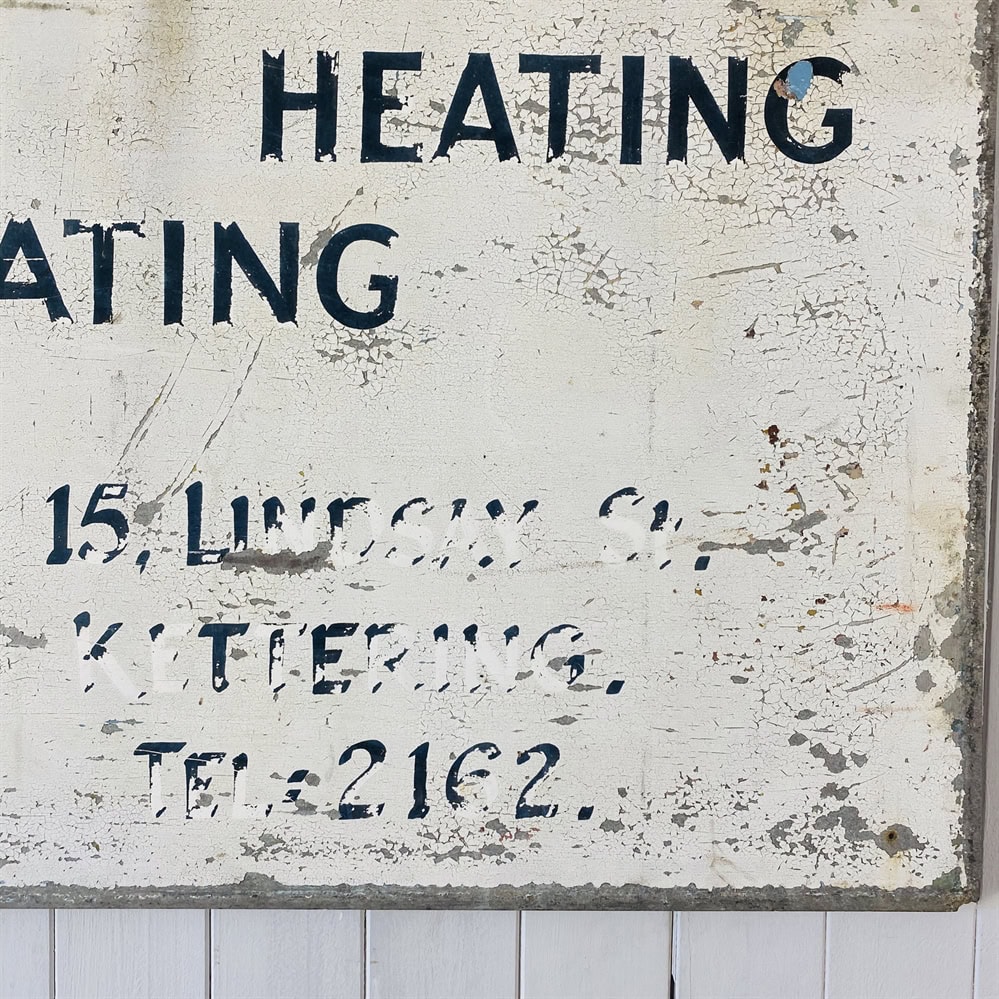 HEATING
ATING
15, LINDSAY St.
KETTERING.
TEL: 2162.